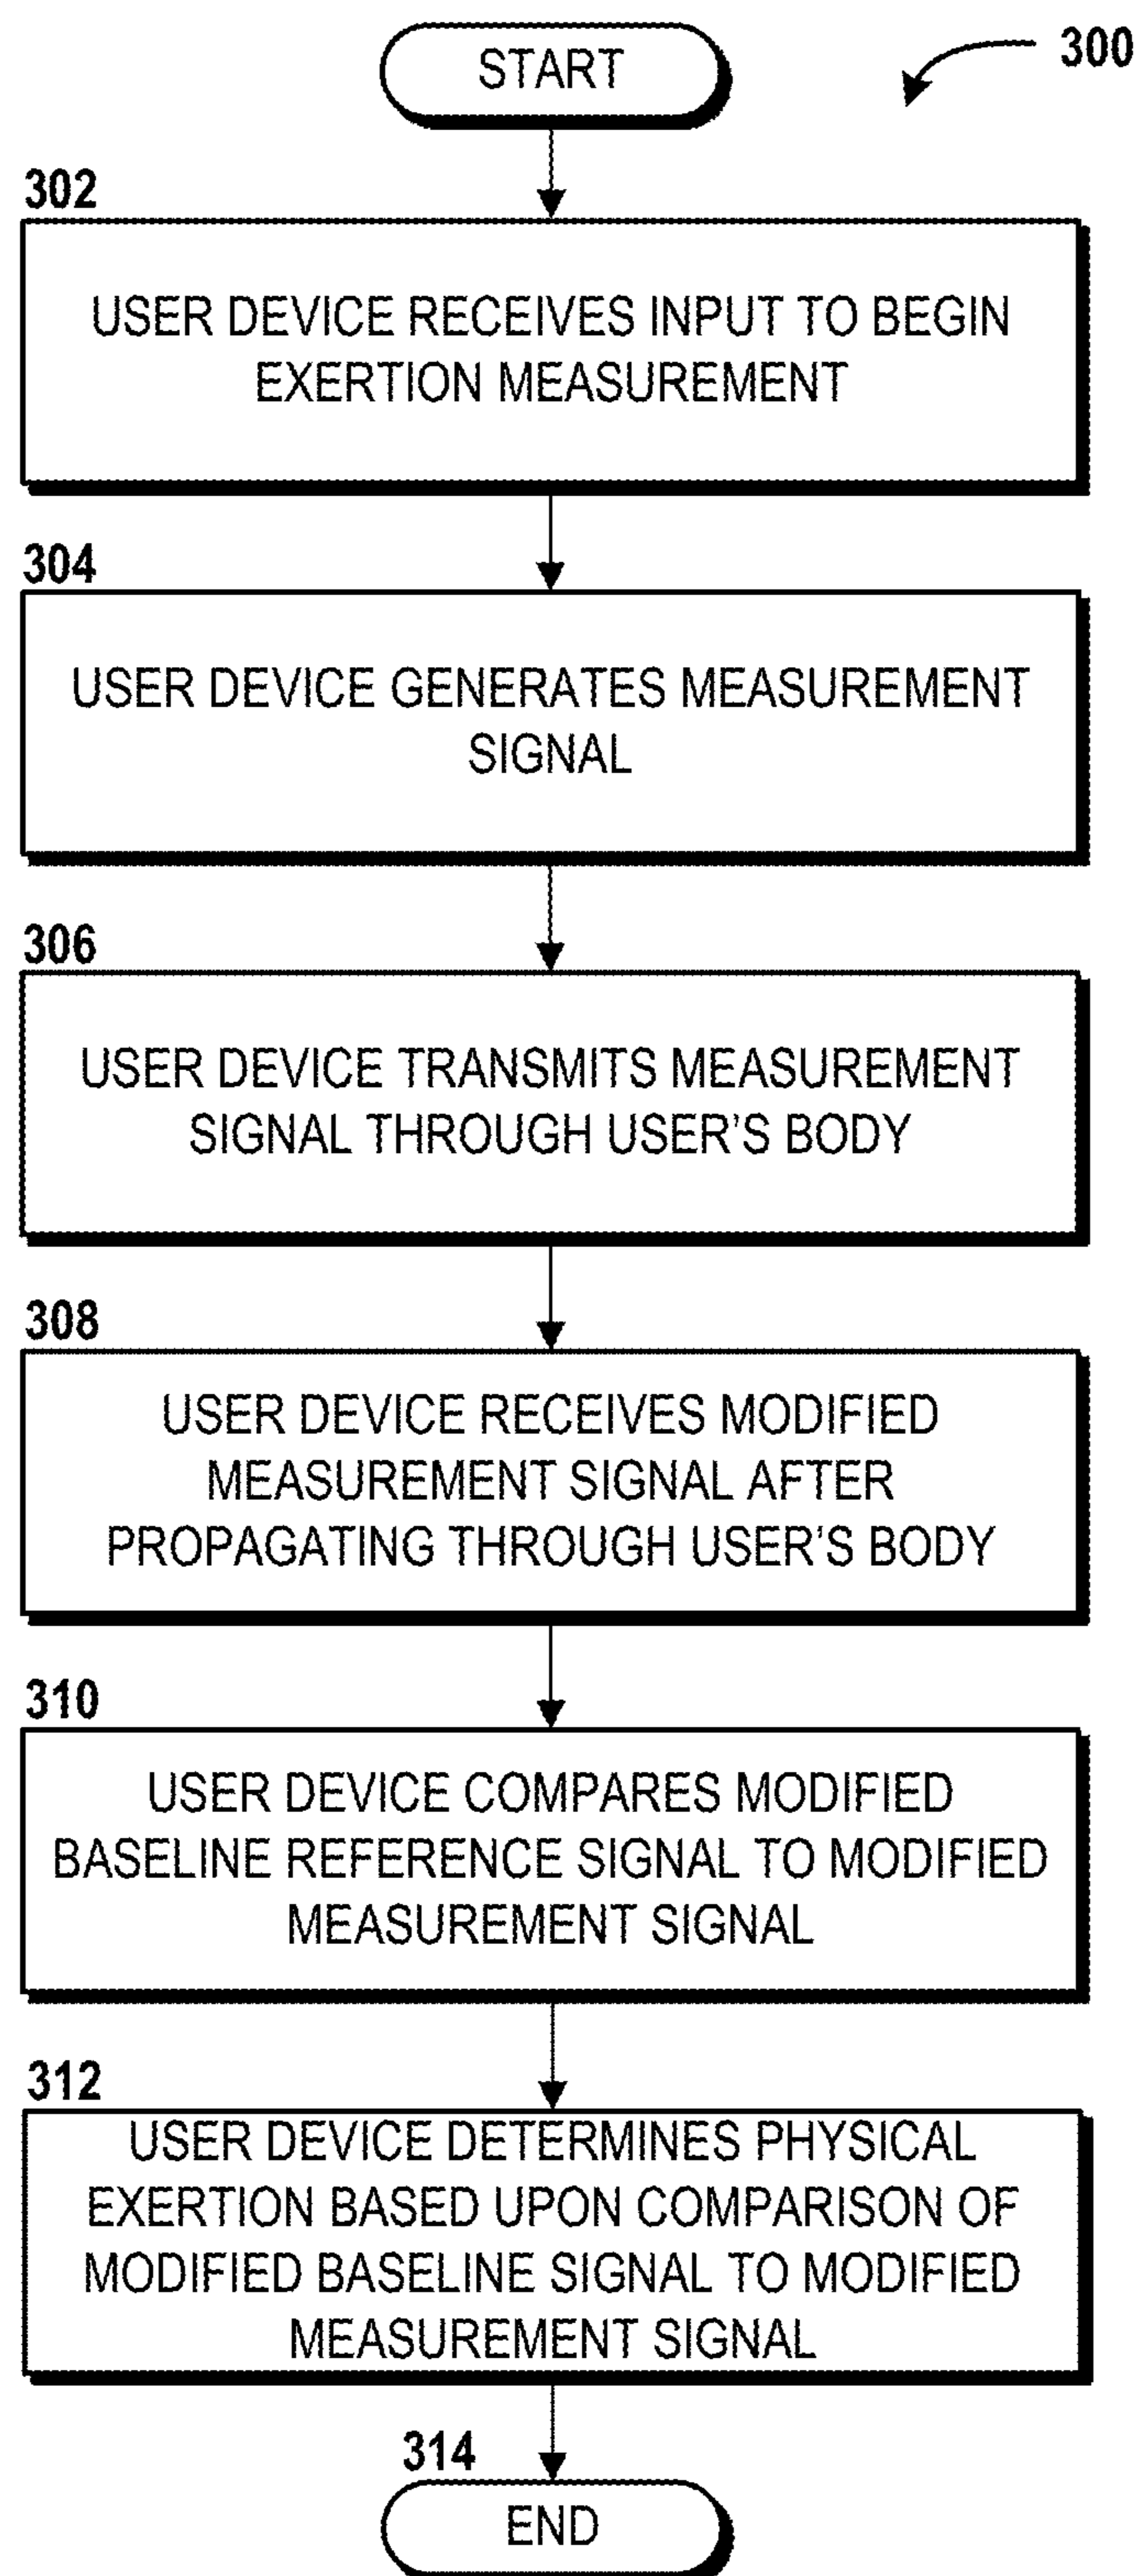 START
300
302
USER DEVICE RECEIVES INPUT TO BEGIN
EXERTION MEASUREMENT
304
USER DEVICE GENERATES MEASUREMENT
SIGNAL
306
USER DEVICE TRANSMITS MEASUREMENT
SIGNAL THROUGH USER'S BODY
308
USER DEVICE RECEIVES MODIFIED
MEASUREMENT SIGNAL AFTER
PROPAGATING THROUGH USER'S BODY
310
USER DEVICE COMPARES MODIFIED
BASELINE REFERENCE SIGNAL TO MODIFIED
MEASUREMENT SIGNAL
312
USER DEVICE DETERMINES PHYSICAL
EXERTION BASED UPON COMPARISON OF
MODIFIED BASELINE SIGNAL TO MODIFIED
MEASUREMENT SIGNAL
314
END